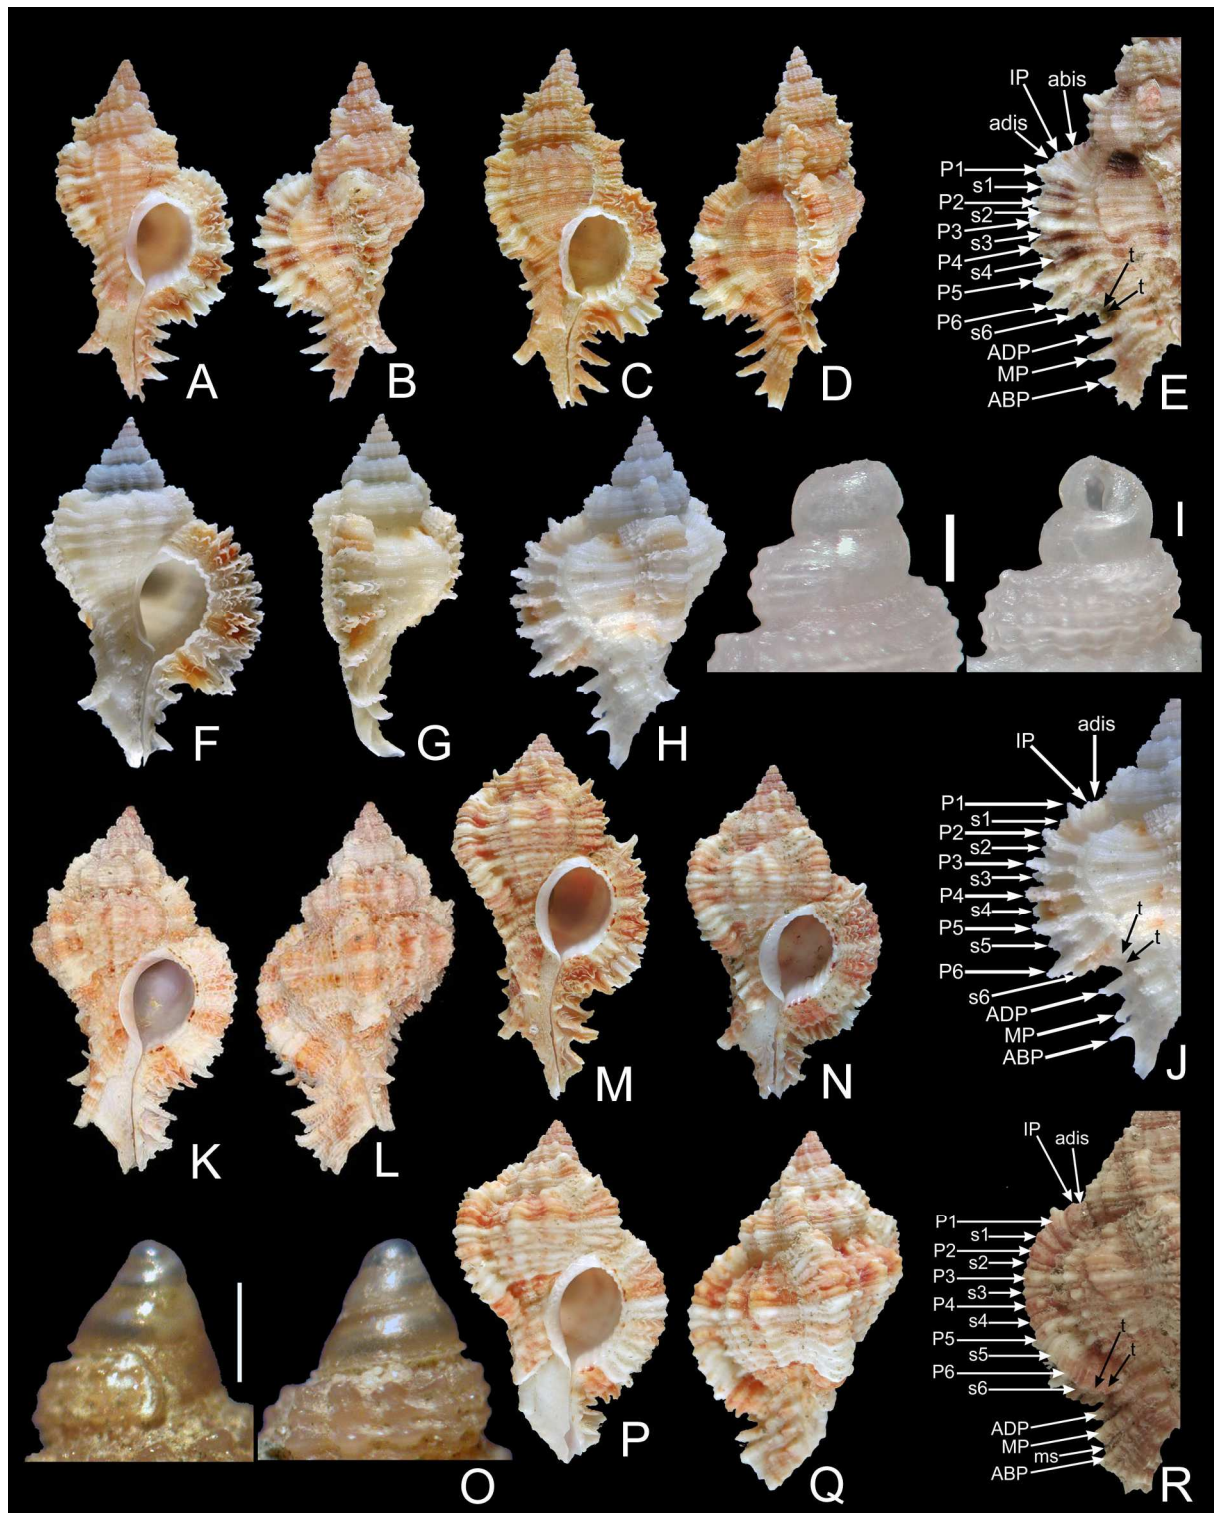 A
B
C
D
IP
abis
adis
P1
s1
P2
s2
P3
s3
P4
s4
P5
P6
s6
ADP
MP
ABP
t
t
E
F
G
H
IP
adis
P1
s1
P2
s2
P3
s3
P4
s4
P5
s5
P6
s6
ADP
MP
ABP
t
t
J
K
L
M
N
O
P
Q
IP
adis
P1
s1
P2
s2
P3
s3
P4
s4
P5
s5
P6
s6
ADP
MP
ms
ABP
t
t
R